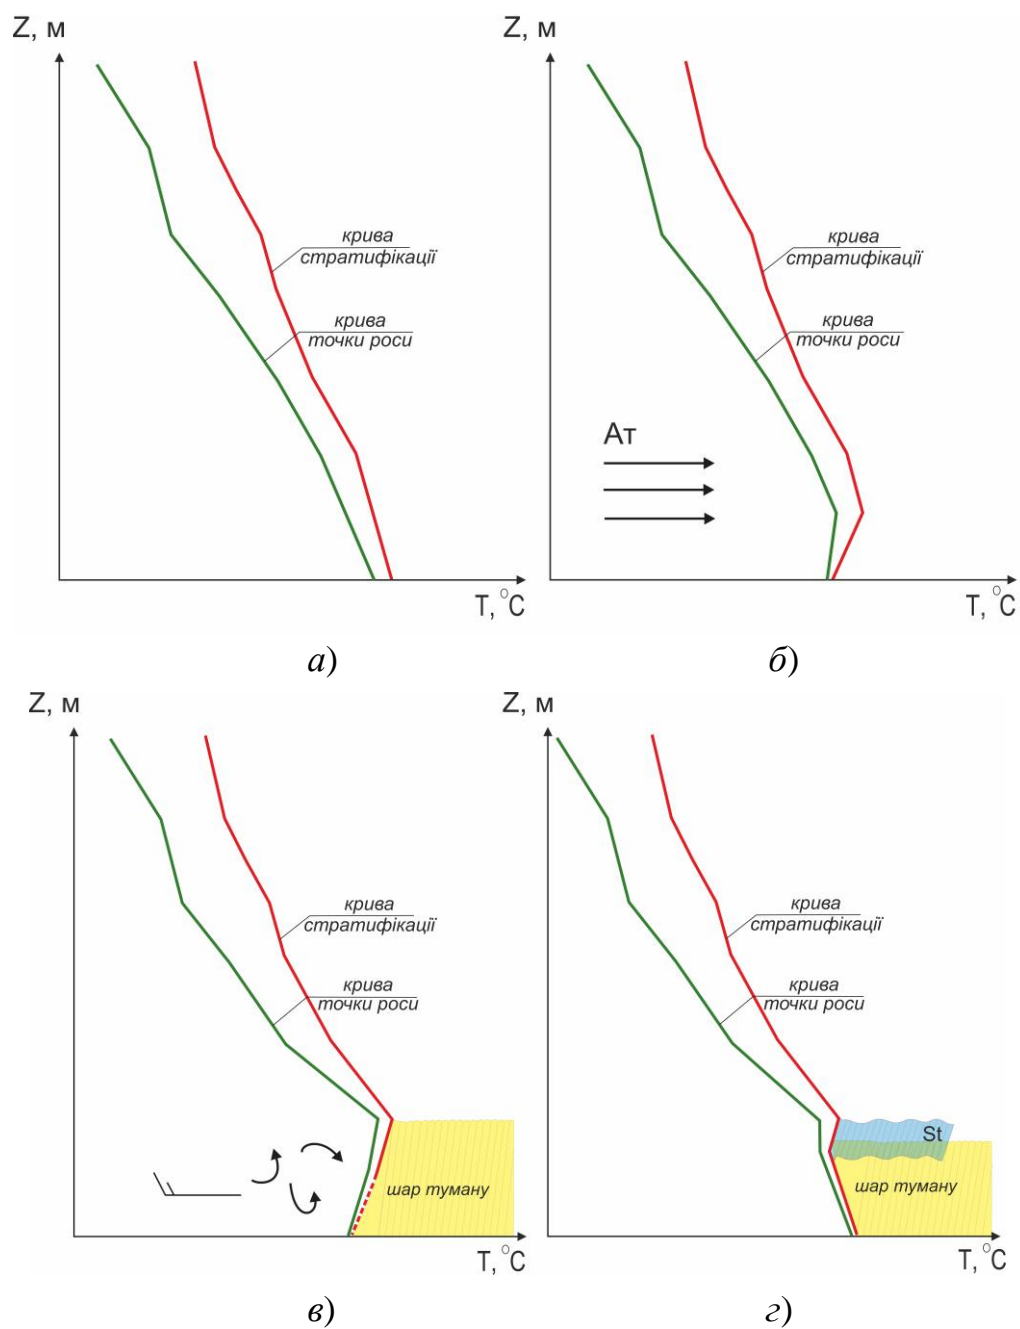 Z, м
крива
стратифікації
крива
точки роси
T, °C
а)
Z, м
крива
стратифікації
крива
точки роси
Ат
T, °C
б)
Z, м
крива
стратифікації
крива
точки роси
шар туману
T, °C
в)
Z, м
крива
стратифікації
крива
точки роси
St
шар туману
T, °C
г)